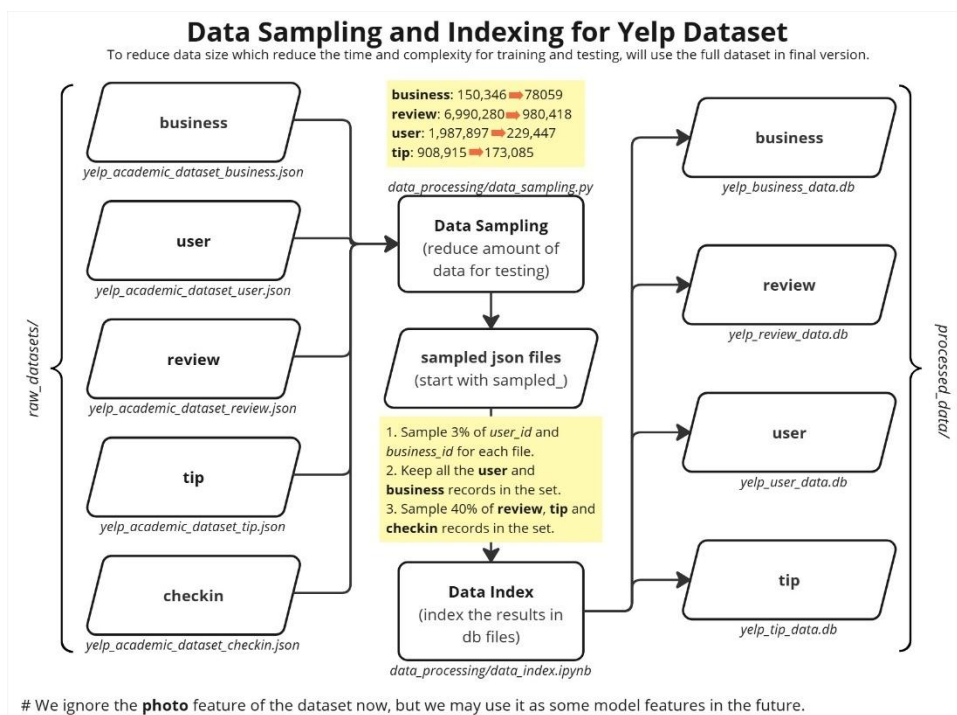 Data Sampling and Indexing for Yelp Dataset
To reduce data size which reduce the time and complexity for training and testing, will use the full dataset in final version.
raw_datasets/
business
yelp_academic_dataset_business.json
user
yelp_academic_dataset_user.json
review
yelp_academic_dataset_review.json
tip
yelp_academic_dataset_tip.json
checkin
yelp_academic_dataset_checkin.json
business: 150,346 ➡ 78059
review: 6,990,280 ➡ 980,418
user: 1,987,897 ➡ 229,447
tip: 908,915 ➡ 173,085
data_processing/data_sampling.py
Data Sampling
(reduce amount of
data for testing)
sampled json files
(start with sampled_)
1. Sample 3% of user_id and
business_id for each file.
2. Keep all the user and
business records in the set.
3. Sample 40% of review, tip and
checkin records in the set.
Data Index
(index the results in
db files)
data_processing/data_index.ipynb
business
yelp_business_data.db
review
yelp_review_data.db
user
yelp_user_data.db
tip
yelp_tip_data.db
processed_data/
# We ignore the photo feature of the dataset now, but we may use it as some model features in the future.